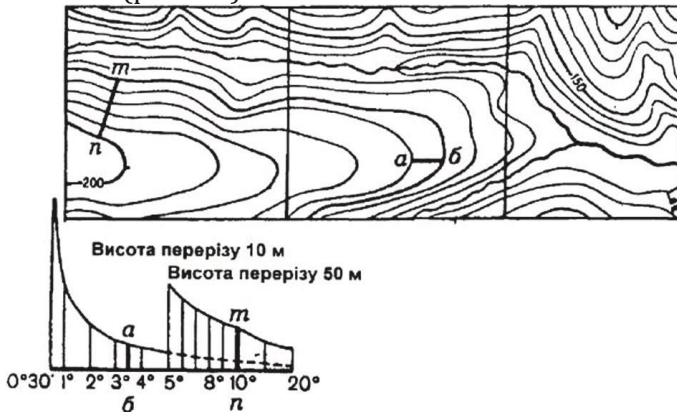 m
n
200
а б
150
Висота перерізу 10 м
Висота перерізу 50 м
а m
0°30' 1° 2° 3° 4° 5° 8° 10° 20°
б n